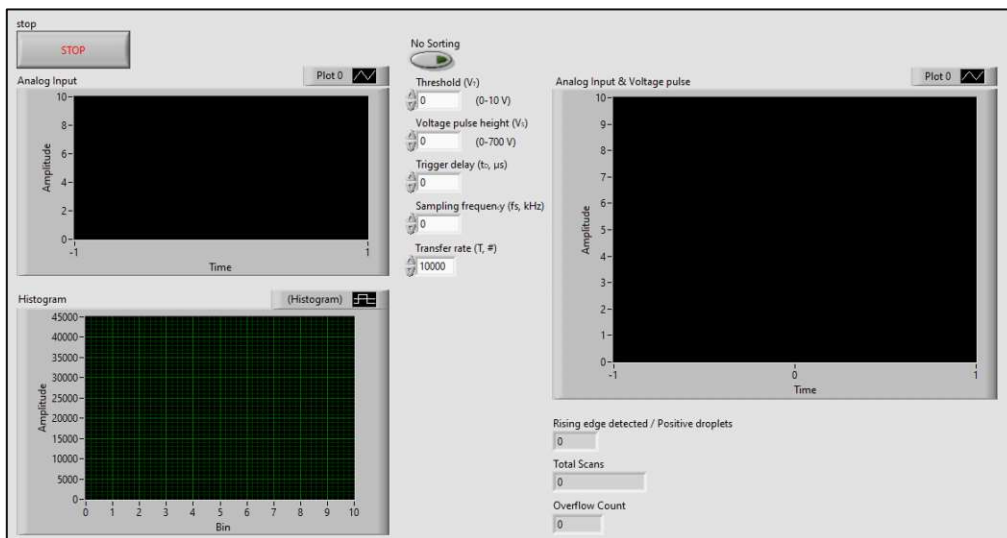 stop
STOP
Analog Input
Plot 0
Amplitude
10
8
6
4
2
0
-1
1
Time
Histogram
(Histogram)
Amplitude
45000
40000
35000
30000
25000
20000
15000
10000
5000
0
0 1 2 3 4 5 6 7 8 9 10
Bin
No Sorting
Threshold (V)
0 (0-10 V)
Voltage pulse height (V)
0 (0-700 V)
Trigger delay (t, µs)
0
Sampling frequency (fs, kHz)
0
Transfer rate (T, #)
10000
Analog Input & Voltage pulse
Plot 0
Amplitude
10
9
8
7
6
5
4
3
2
1
0
-1 0 1
Time
Rising edge detected / Positive droplets
0
Total Scans
0
Overflow Count
0